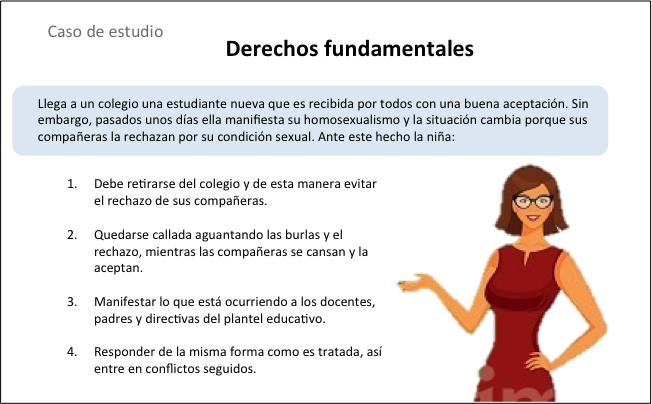 Caso de estudio
Derechos fundamentales
Llega a un colegio una estudiante nueva que es recibida por todos con una buena aceptación. Sin
embargo, pasados unos días ella manifiesta su homosexualismo y la situación cambia porque sus
compañeras la rechazan por su condición sexual. Ante este hecho la niña:
1. Debe retirarse del colegio y de esta manera evitar
el rechazo de sus compañeras.
2. Quedarse callada aguantando las burlas y el
rechazo, mientras las compañeras se cansan y la
aceptan.
3. Manifestar lo que está ocurriendo a los docentes,
padres y directivas del plantel educativo.
4. Responder de la misma forma como es tratada, así
entre en conflictos seguidos.